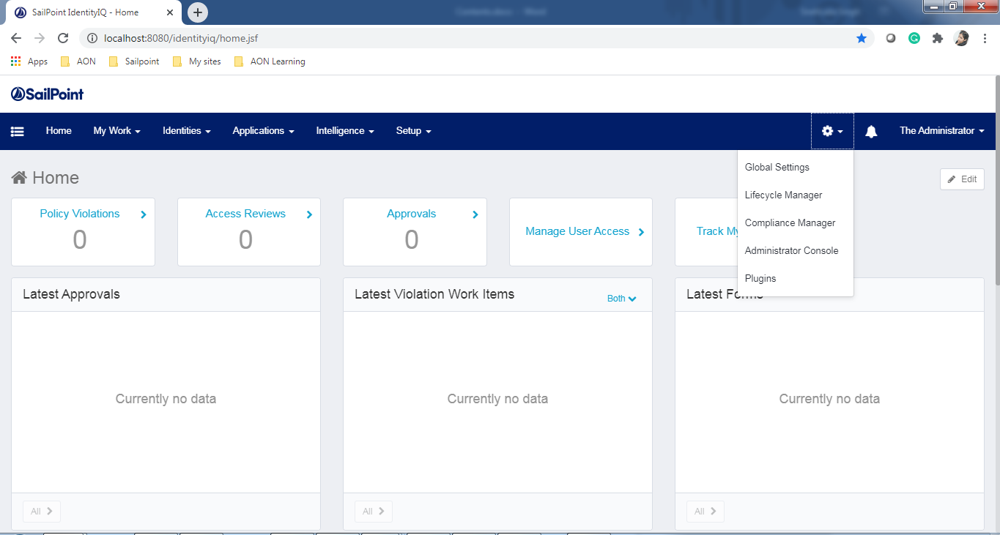 SailPoint IdentityIQ - Home
localhost:8080/identityiq/home.jsf
Apps AON Sailpoint My sites AON Learning
SailPoint
Home My Work Identities Applications Intelligence Setup The Administrator
Global Settings
Lifecycle Manager
Compliance Manager
Administrator Console
Plugins
Home
Edit
Policy Violations
0
Access Reviews
0
Approvals
0
Manage User Access
Track My
Latest Approvals
Currently no data
All
Latest Violation Work Items
Both
Currently no data
All
Latest Forms
Currently no data
All